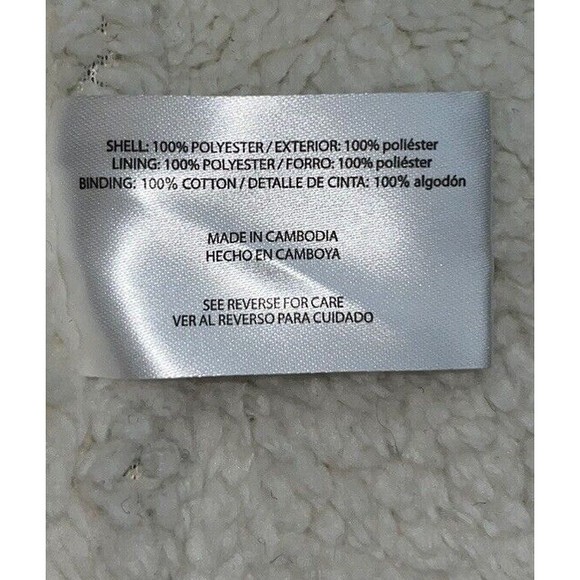 SHELL: 100% POLYESTER / EXTERIOR: 100% poliéster
LINING: 100% POLYESTER / FORRO: 100% poliéster
BINDING: 100% COTTON / DETALLE DE CINTA: 100% algodón
MADE IN CAMBODIA
HECHO EN CAMBOYA
SEE REVERSE FOR CARE
VER AL REVERSO PARA CUIDADO